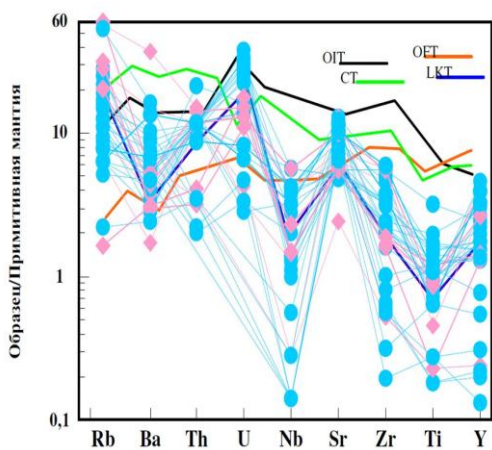 60
OIT OFT
CT LKT
10
1
0,1
Образец/Примитивная мантия
Rb Ba Th U Nb Sr Zr Ti Y